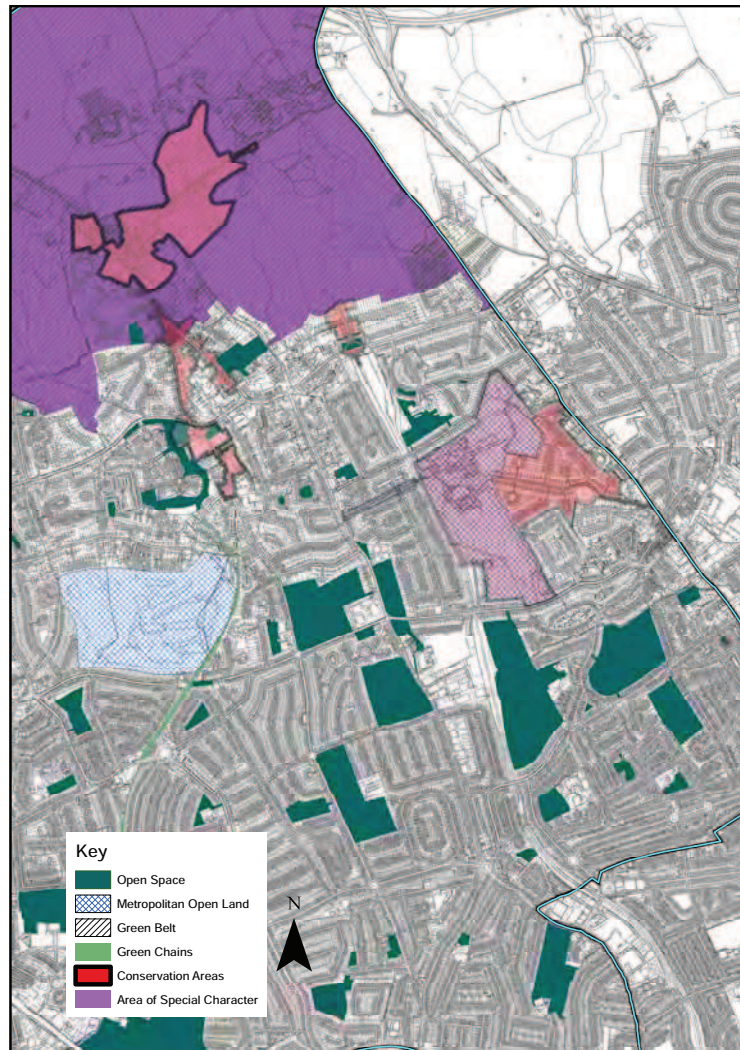 Key
Open Space
Metropolitan Open Land
Green Belt
Green Chains
Conservation Areas
Area of Special Character
N